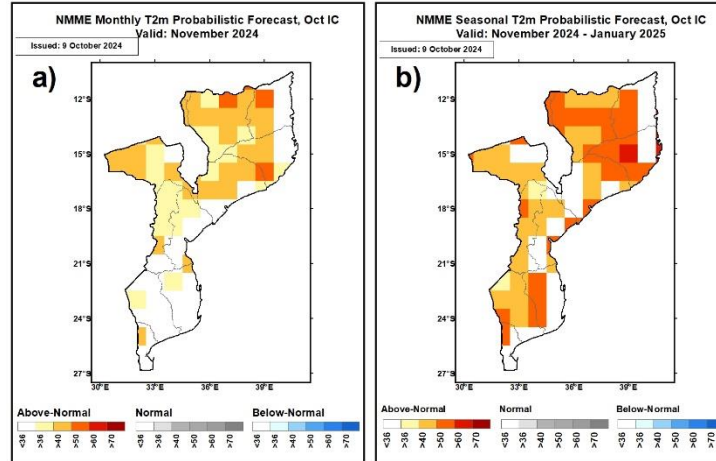 NMME Monthly T2m Probabilistic Forecast, Oct IC
Valid: November 2024
Issued: 9 October 2024
a)
12°S
15°S
18°S
21°S
24°S
27°S
30°E
33°E
36°E
39°E
Above-Normal
Normal
Below-Normal
<36
>36
>40
>50
>60
>70
<36
>36
>40
>50
>60
>70
<36
>36
>40
>50
>60
>70
NMME Seasonal T2m Probabilistic Forecast, Oct IC
Valid: November 2024 - January 2025
Issued: 9 October 2024
b)
12°S
15°S
18°S
21°S
24°S
27°S
30°E
33°E
36°E
39°E
Above-Normal
Normal
Below-Normal
<36
>36
>40
>50
>60
>70
<36
>36
>40
>50
>60
>70
<36
>36
>40
>50
>60
>70